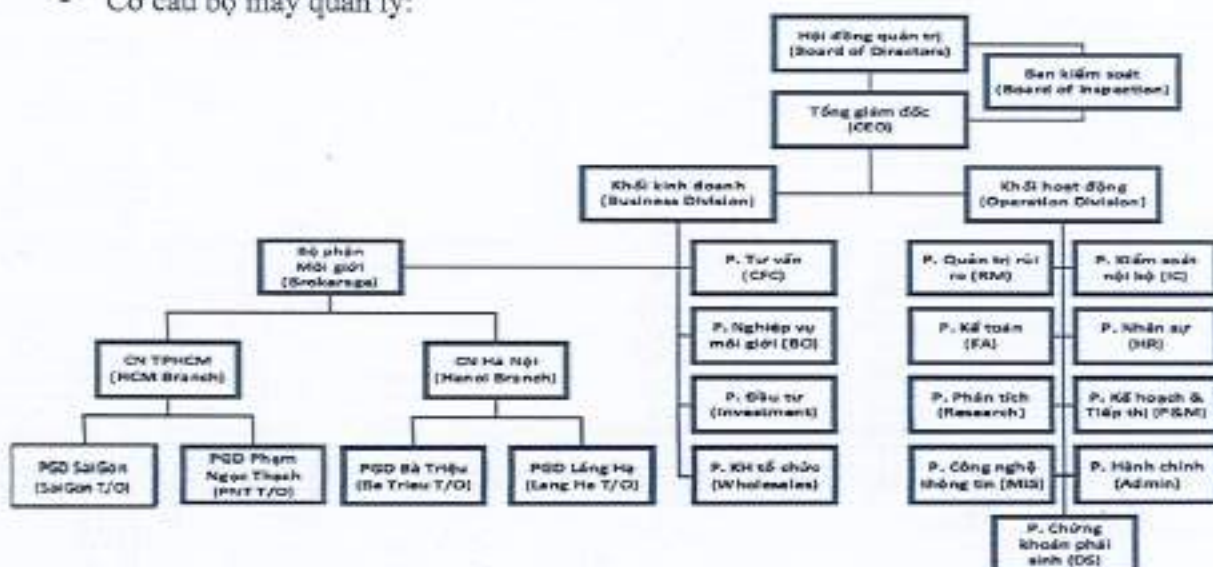 Cơ cấu bộ máy quản lý:
Hội đồng quản trị
(Board of Directors)
Ban kiểm soát
(Board of Inspection)
Tổng giám đốc
(CEO)
Khối kinh doanh
(Business Division)
Khối hoạt động
(Operation Division)
Bộ phận
Môi giới
(Brokerage)
P. Tư vấn
(CFC)
P. Quản trị rủi
ro (RM)
P. Kiểm soát
nội bộ (IC)
P. Nghiệp vụ
môi giới (BO)
P. Kế toán
(FA)
P. Nhân sự
(HR)
CN TPHCM
(HCM Branch)
CN Hà Nội
(Hanoi Branch)
P. Đầu tư
(Investment)
P. Phân tích
(Research)
P. Kế hoạch &
Tiếp thị (P&M)
PGD SaiGon
(SaiGon T/O)
PGD Phạm
Ngọc Thạch
(PNT T/O)
PGD Bà Triệu
(Ba Trieu T/O)
PGD Láng Hạ
(Lang Ha T/O)
P. KH tổ chức
(Wholesales)
P. Công nghệ
thông tin (MIS)
P. Hành chính
(Admin)
P. Chứng
khoán phái
sinh (DS)